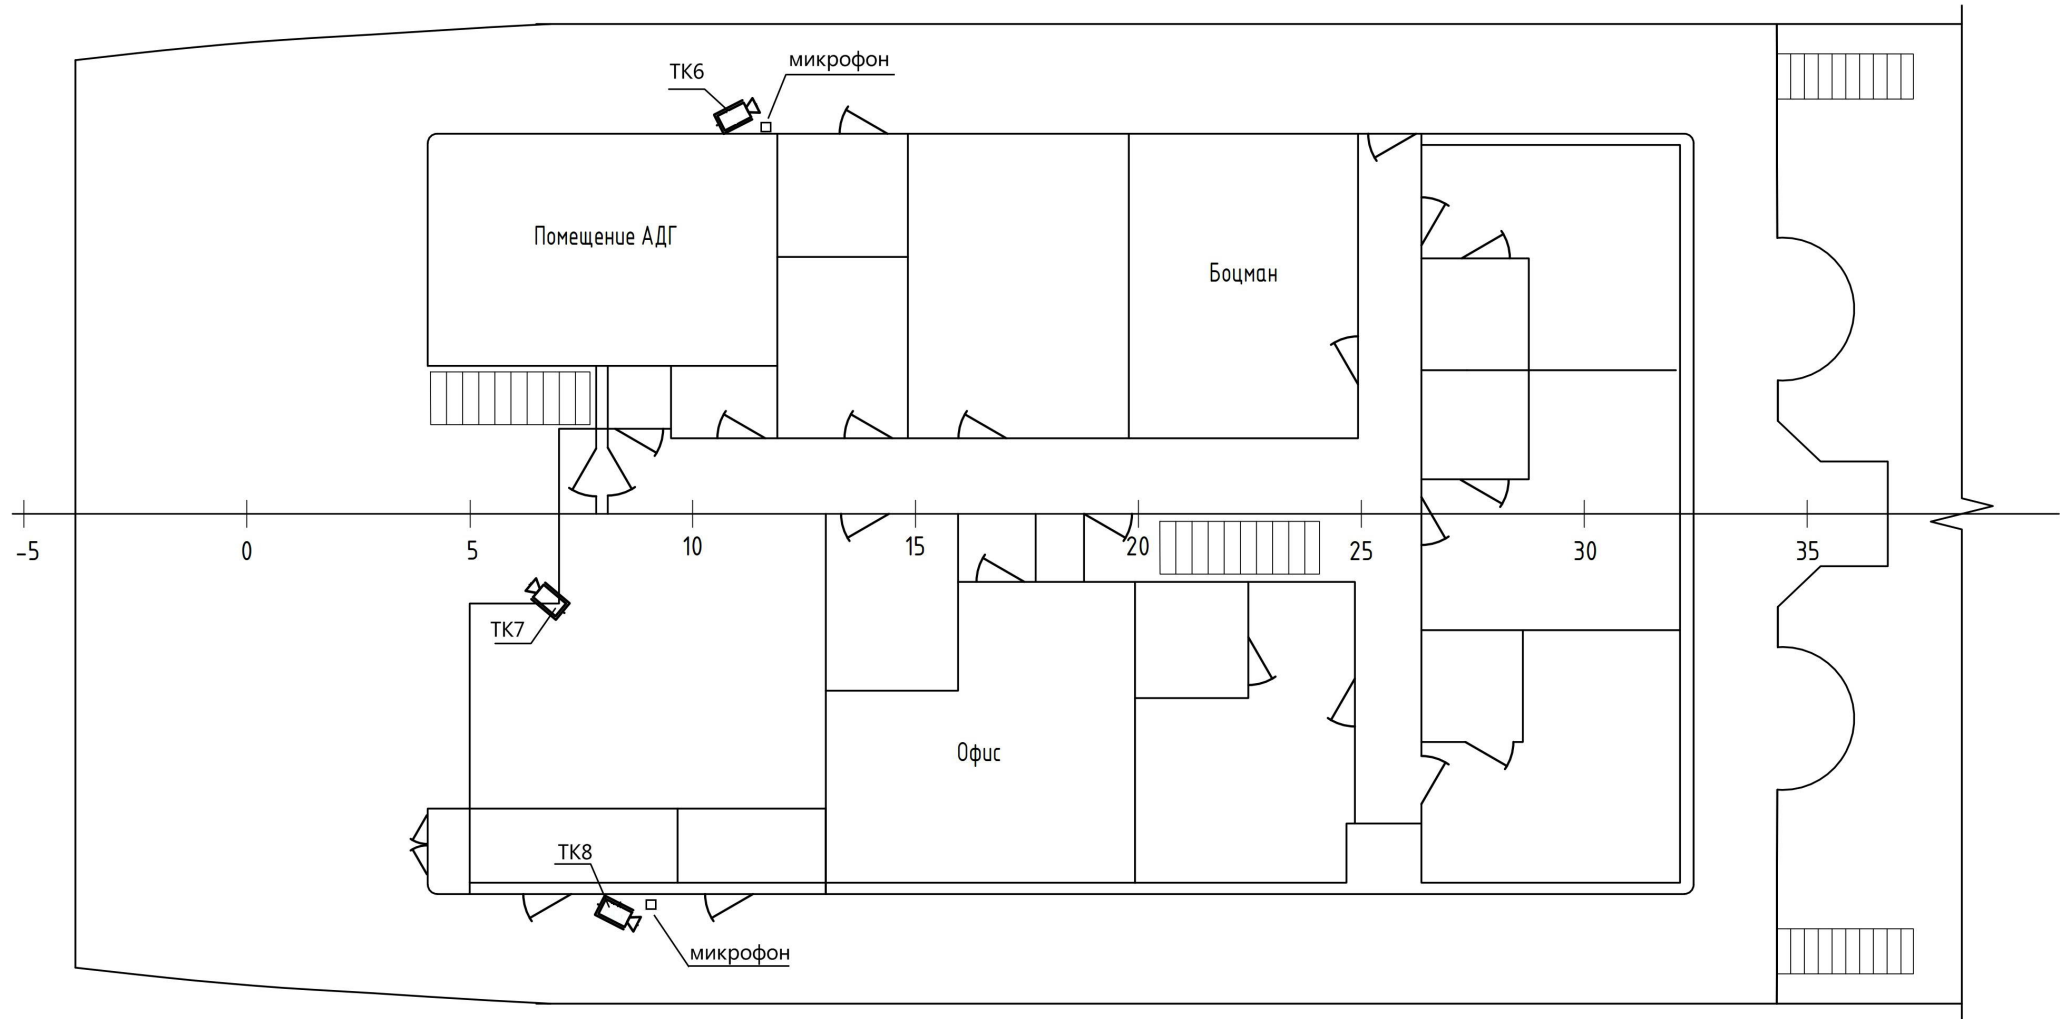 микрофон
ТК6
Помещение АДГ
Боцман
-5
0
5
10
15
20
25
30
35
ТК7
Офис
ТК8
микрофон